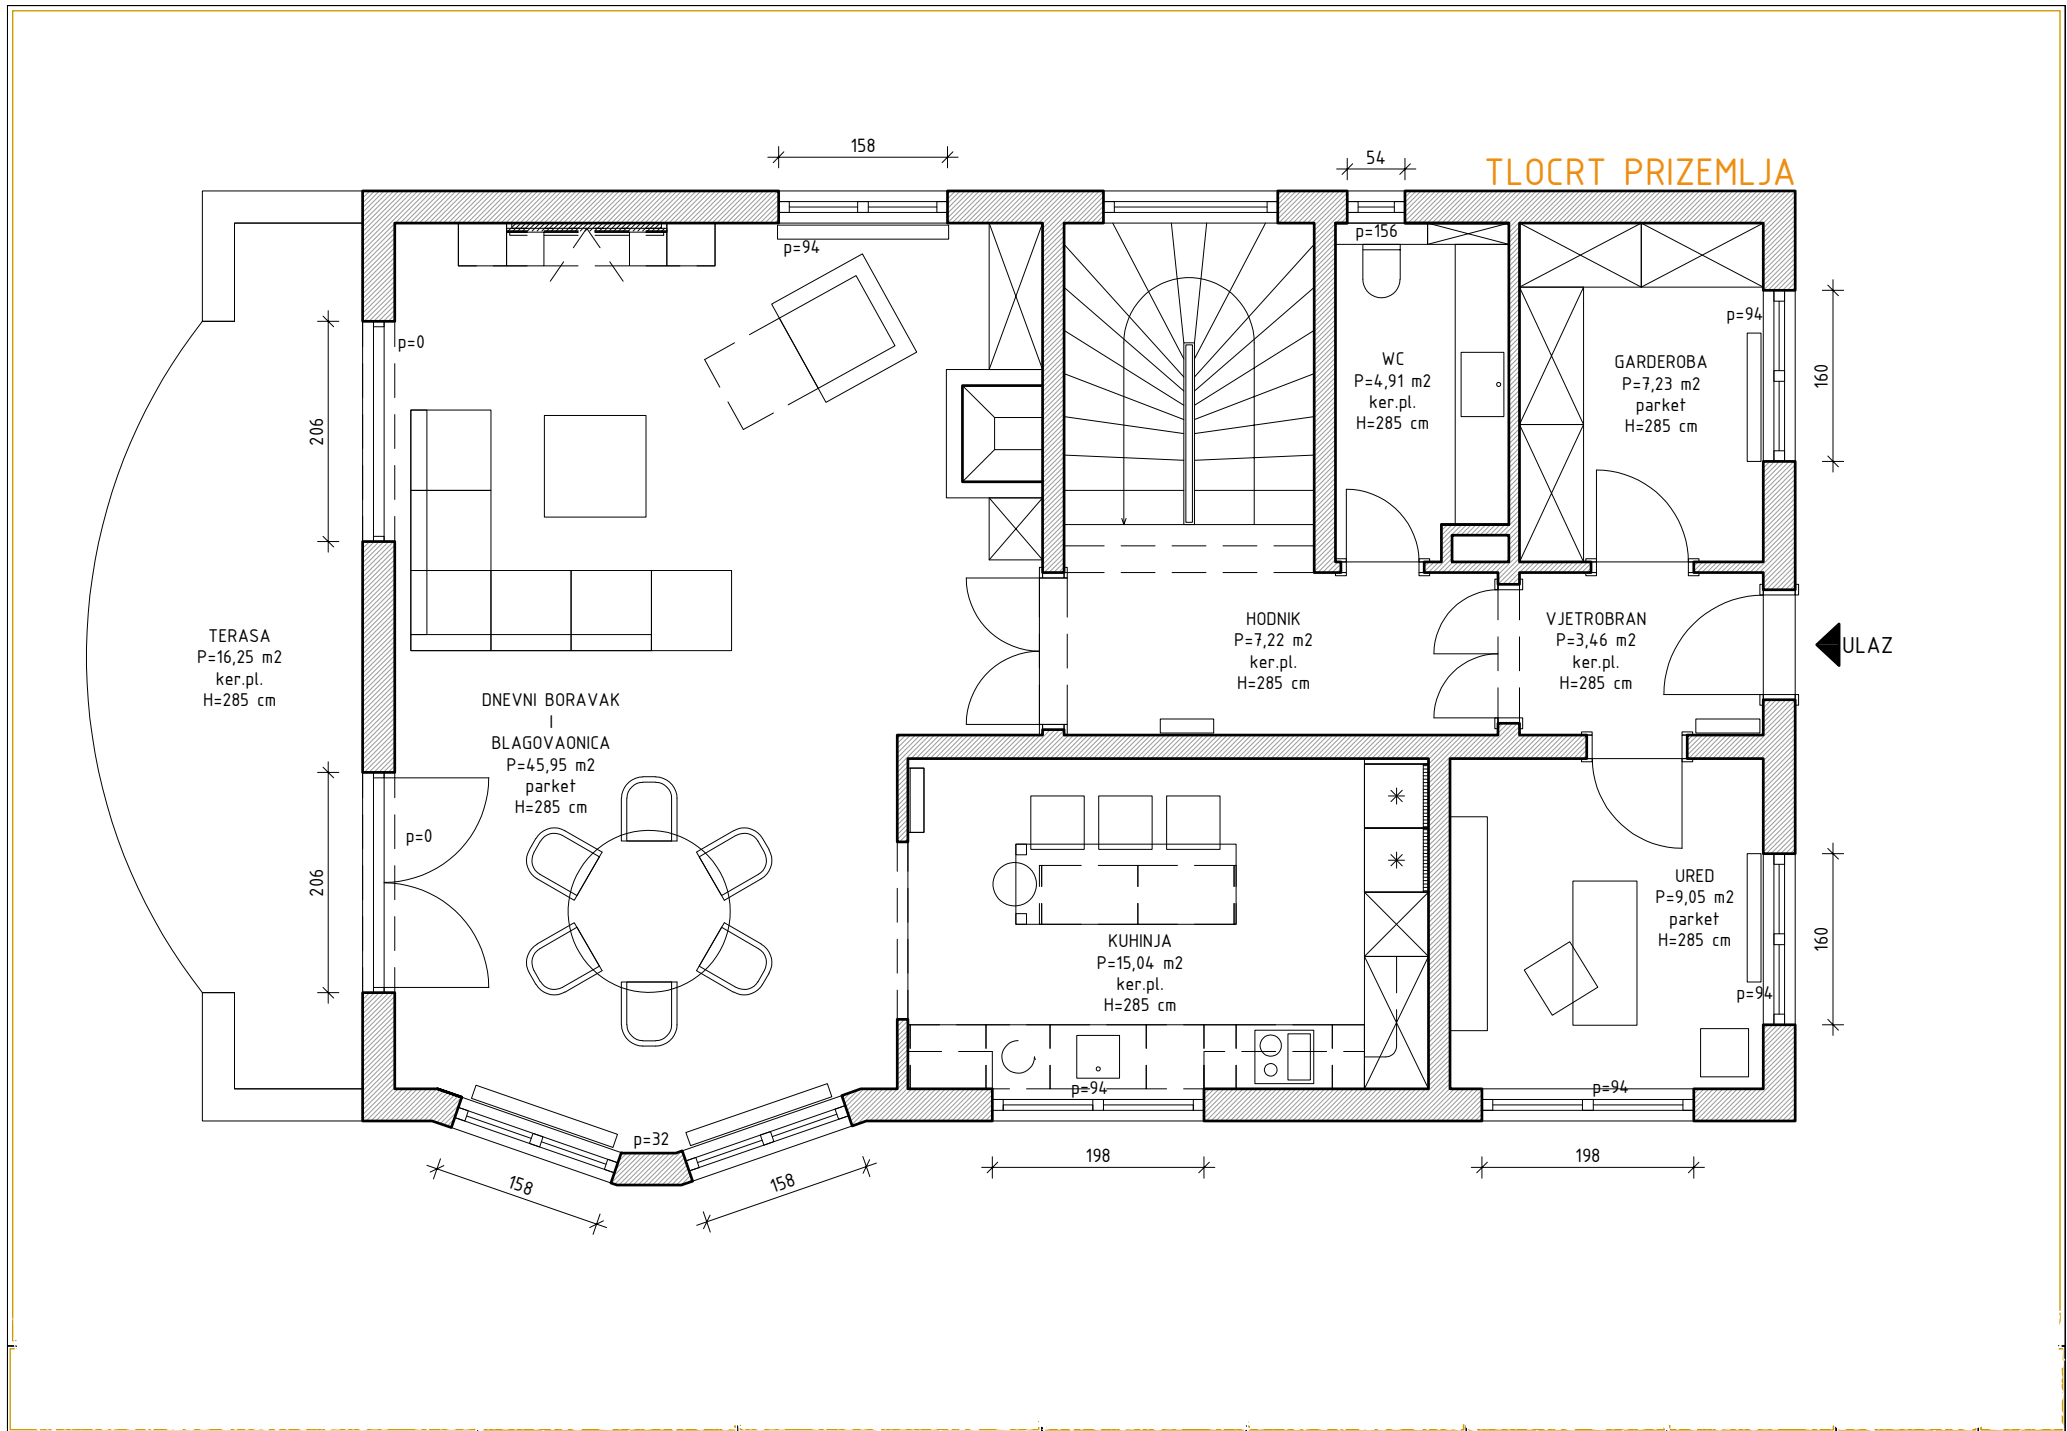 TLOCRT PRIZEMLJA
158
54
p=94
p=156
p=94
p=0
206
160
WC
P=4,91 m2
ker.pl.
H=285 cm
GARDEROBA
P=7,23 m2
parket
H=285 cm
TERASA
P=16,25 m2
ker.pl.
H=285 cm
HODNIK
P=7,22 m2
ker.pl.
H=285 cm
VJETROBRAN
P=3,46 m2
ker.pl.
H=285 cm
ULAZ
DNEVNI BORAVAK
I
BLAGOVAONICA
P=45,95 m2
parket
H=285 cm
p=0
206
URED
P=9,05 m2
parket
H=285 cm
160
p=94
KUHINJA
P=15,04 m2
ker.pl.
H=285 cm
p=94
p=94
p=32
158
158
198
198